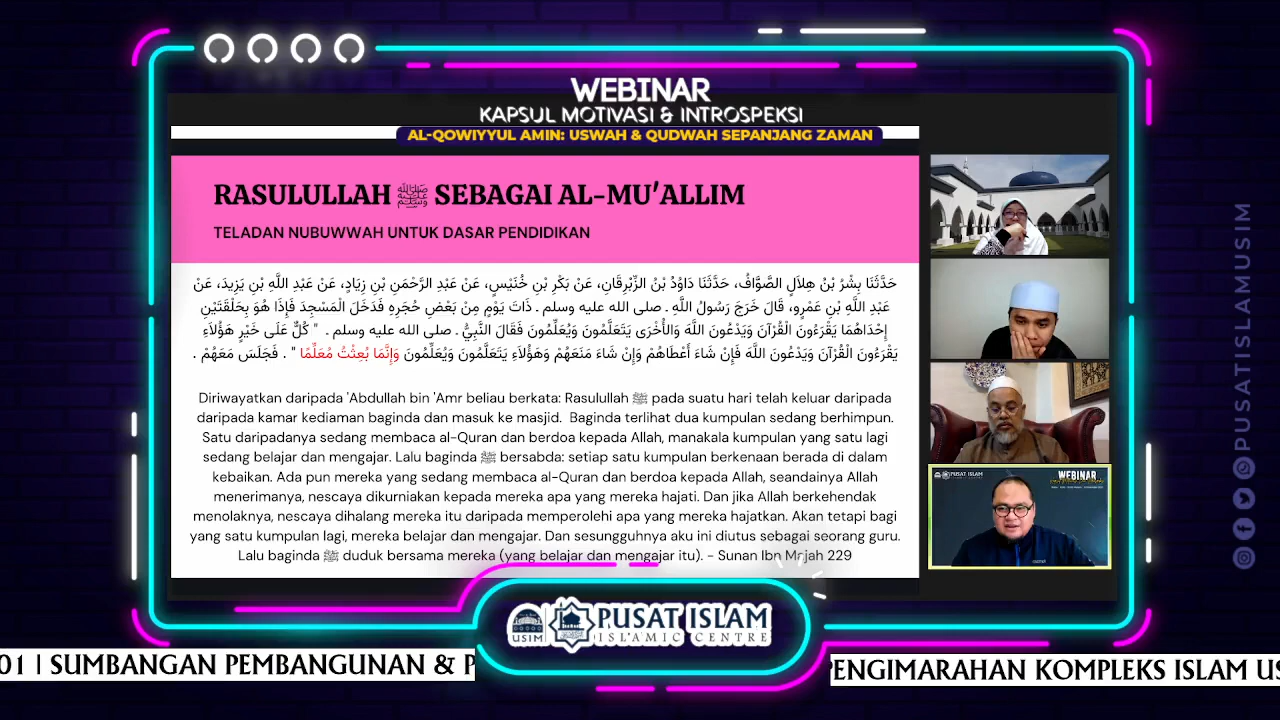 WEBINAR
KAPSUL MOTIVASI & INTROSPEKSI
AL-QOWIYYUL AMIN: USWAH & QUDWAH SEPANJANG ZAMAN
RASULULLAH ﷺ SEBAGAI AL-MU'ALLIM
TELADAN NUBUWWAH UNTUK DASAR PENDIDIKAN
حَدَّثَنَا بِشْرُ بْنُ هِلاَلٍ الصَّوَّافُ، حَدَّثَنَا دَاوُدُ بْنُ الزِّبْرِقَانِ، عَنْ بَكْرِ بْنِ خُنَيْسٍ، عَنْ عَبْدِ الرَّحْمَنِ بْنِ زِيَادٍ، عَنْ عَبْدِ اللَّهِ بْنِ يَزِيدَ، عَنْ
عَبْدِ اللَّهِ بْنِ عَمْرٍو، قَالَ خَرَجَ رَسُولُ اللَّهِ ـ صلى الله عليه وسلم ـ ذَاتَ يَوْمٍ مِنْ بَعْضِ حُجَرِهِ فَدَخَلَ الْمَسْجِدَ فَإِذَا هُوَ بِحَلْقَتَيْنِ
إِحْدَاهُمَا يَقْرَءُونَ الْقُرْآنَ وَيَدْعُونَ اللَّهَ وَالأُخْرَى يَتَعَلَّمُونَ وَيُعَلِّمُونَ فَقَالَ النَّبِيُّ ـ صلى الله عليه وسلم ـ " كُلٌّ عَلَى خَيْرٍ هَؤُلاَءِ
يَقْرَءُونَ الْقُرْآنَ وَيَدْعُونَ اللَّهَ فَإِنْ شَاءَ أَعْطَاهُمْ وَإِنْ شَاءَ مَنَعَهُمْ وَهَؤُلاَءِ يَتَعَلَّمُونَ وَيُعَلِّمُونَ وَإِنَّمَا بُعِثْتُ مُعَلِّمًا " . فَجَلَسَ مَعَهُمْ .
Diriwayatkan daripada 'Abdullah bin 'Amr beliau berkata: Rasulullah ﷺ pada suatu hari telah keluar daripada
daripada kamar kediaman baginda dan masuk ke masjid. Baginda terlihat dua kumpulan sedang berhimpun.
Satu daripadanya sedang membaca al-Quran dan berdoa kepada Allah, manakala kumpulan yang satu lagi
sedang belajar dan mengajar. Lalu baginda ﷺ bersabda: setiap satu kumpulan berkenaan berada di dalam
kebaikan. Ada pun mereka yang sedang membaca al-Quran dan berdoa kepada Allah, seandainya Allah
menerimanya, nescaya dikurniakan kepada mereka apa yang mereka hajati. Dan jika Allah berkehendak
menolaknya, nescaya dihalang mereka itu daripada memperolehi apa yang mereka hajatkan. Akan tetapi bagi
yang satu kumpulan lagi, mereka belajar dan mengajar. Dan sesungguhnya aku ini diutus sebagai seorang guru.
Lalu baginda ﷺ duduk bersama mereka (yang belajar dan mengajar itu). - Sunan Ibn Majah 229
PUSAT ISLAM
WEBINAR
@PUSATISLAMUSIM
USIM
PUSAT ISLAM
ISLAMIC CENTRE
01 | SUMBANGAN PEMBANGUNAN & P
PENGIMARAHAN KOMPLEKS ISLAM US